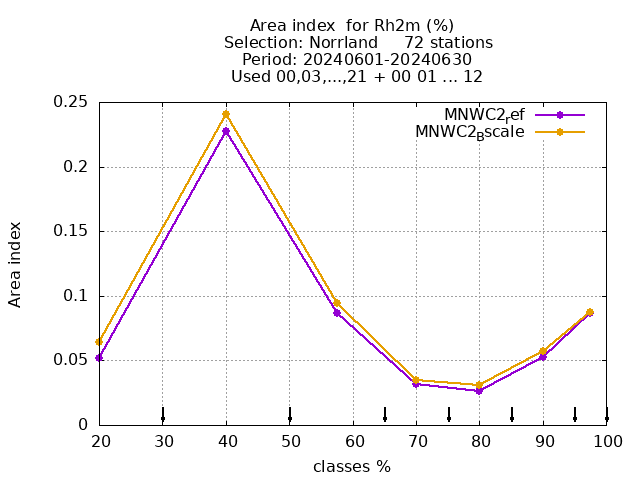 Area index  for Rh2m (%)
Selection: Norrland     72 stations
Period: 20240601-20240630
Used 00,03,...,21 + 00 01 ... 12
MNWC2ref
MNWC2Bscale
Area index
0.25
0.2
0.15
0.1
0.05
0
20 30 40 50 60 70 80 90 100
classes %